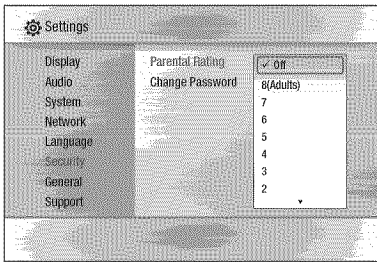 Settings
Display
Audio
System
Network
Language
Security
General
Support
Parental Rating
Change Password
✓ Off
8(Adults)
7
6
5
4
3
2